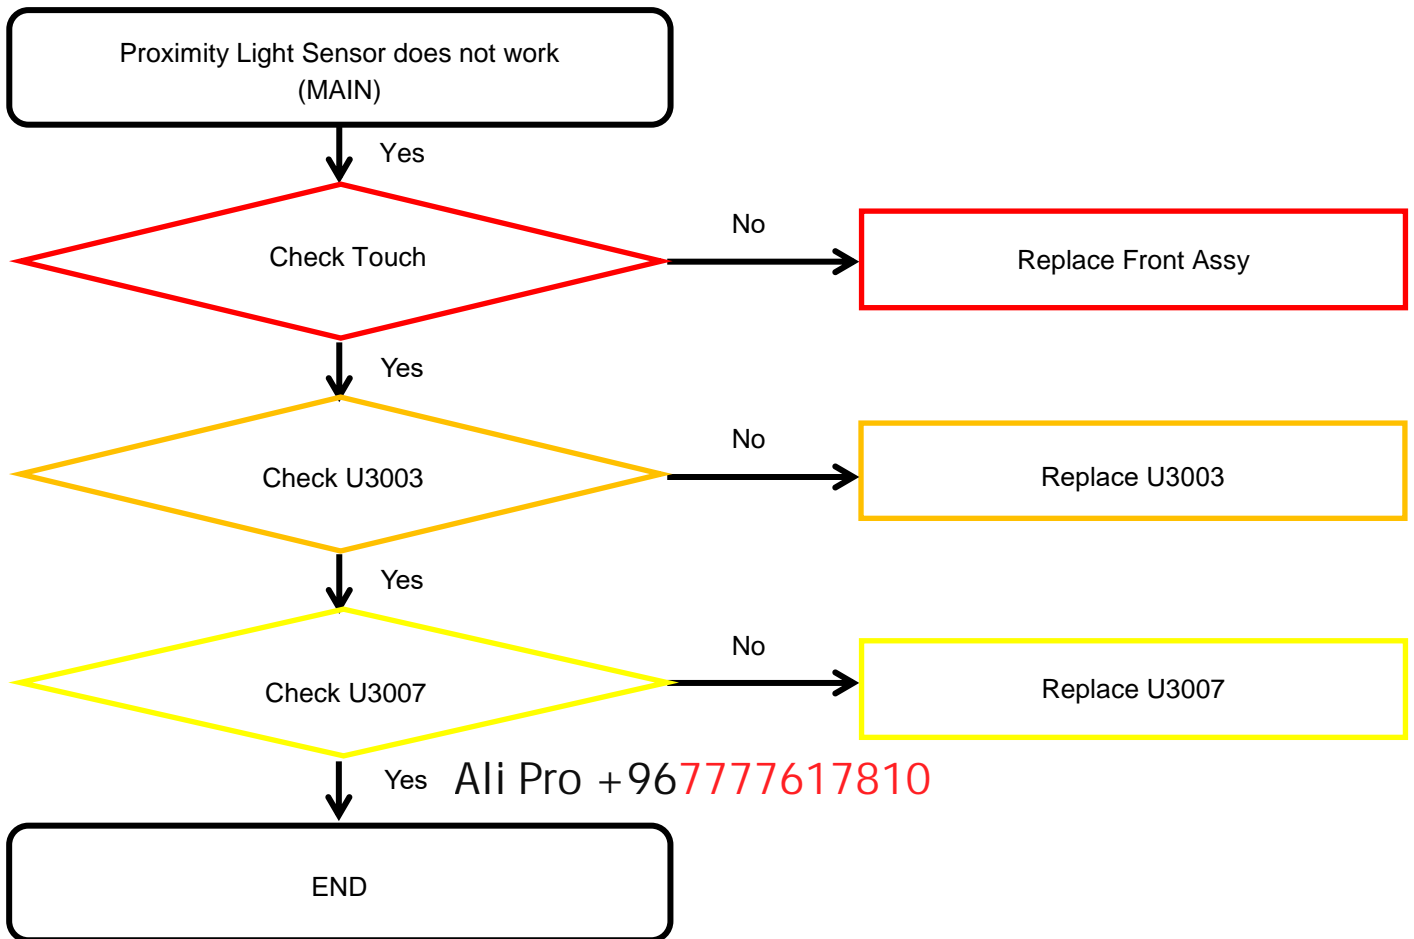 Proximity Light Sensor does not work
(MAIN)
Yes
Check Touch
No
Replace Front Assy
Yes
Check U3003
No
Replace U3003
Yes
Check U3007
No
Replace U3007
Yes
Ali Pro +967777617810
END